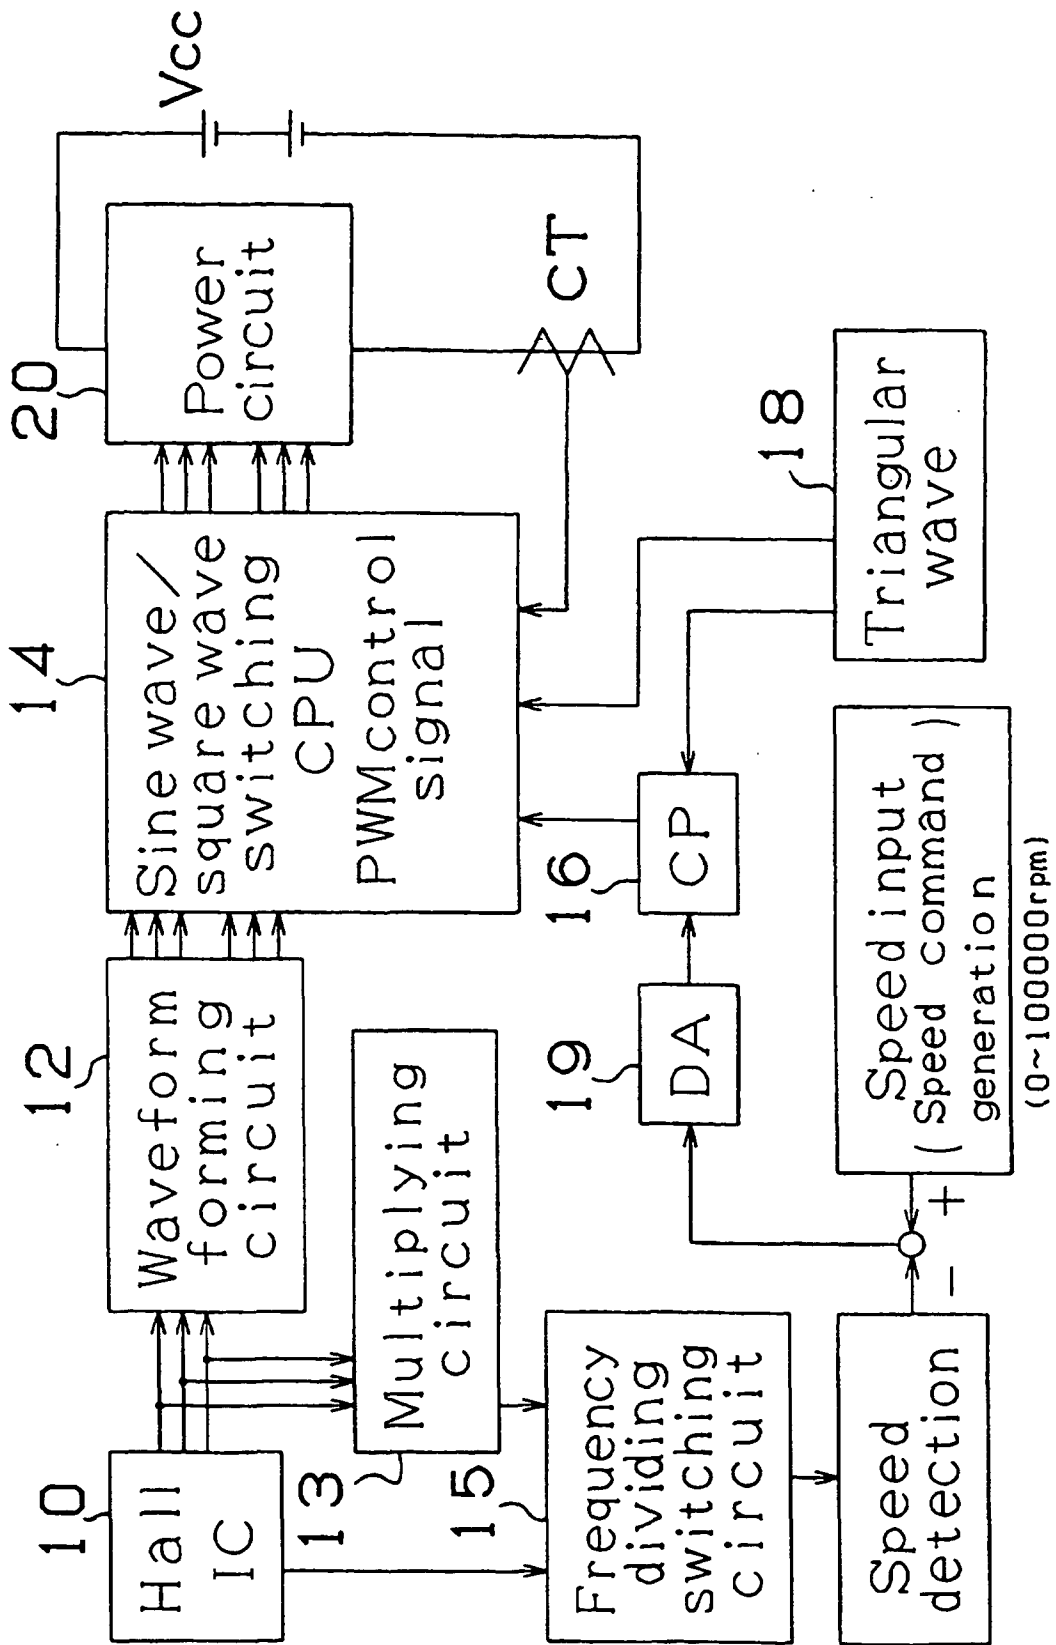 10
Hall
IC
12
Waveform
forming
circuit
14
Sine wave/
square wave
switching
CPU
PWMcontrol
signal
20
Power
circuit
Vcc
CT
13
Multiplying
circuit
15
Frequency
dividing
switching
circuit
Speed
detection
19
DA
16
CP
18
Triangular
wave
+
-
Speed input
(Speed command)
generation
(0~100000rpm)